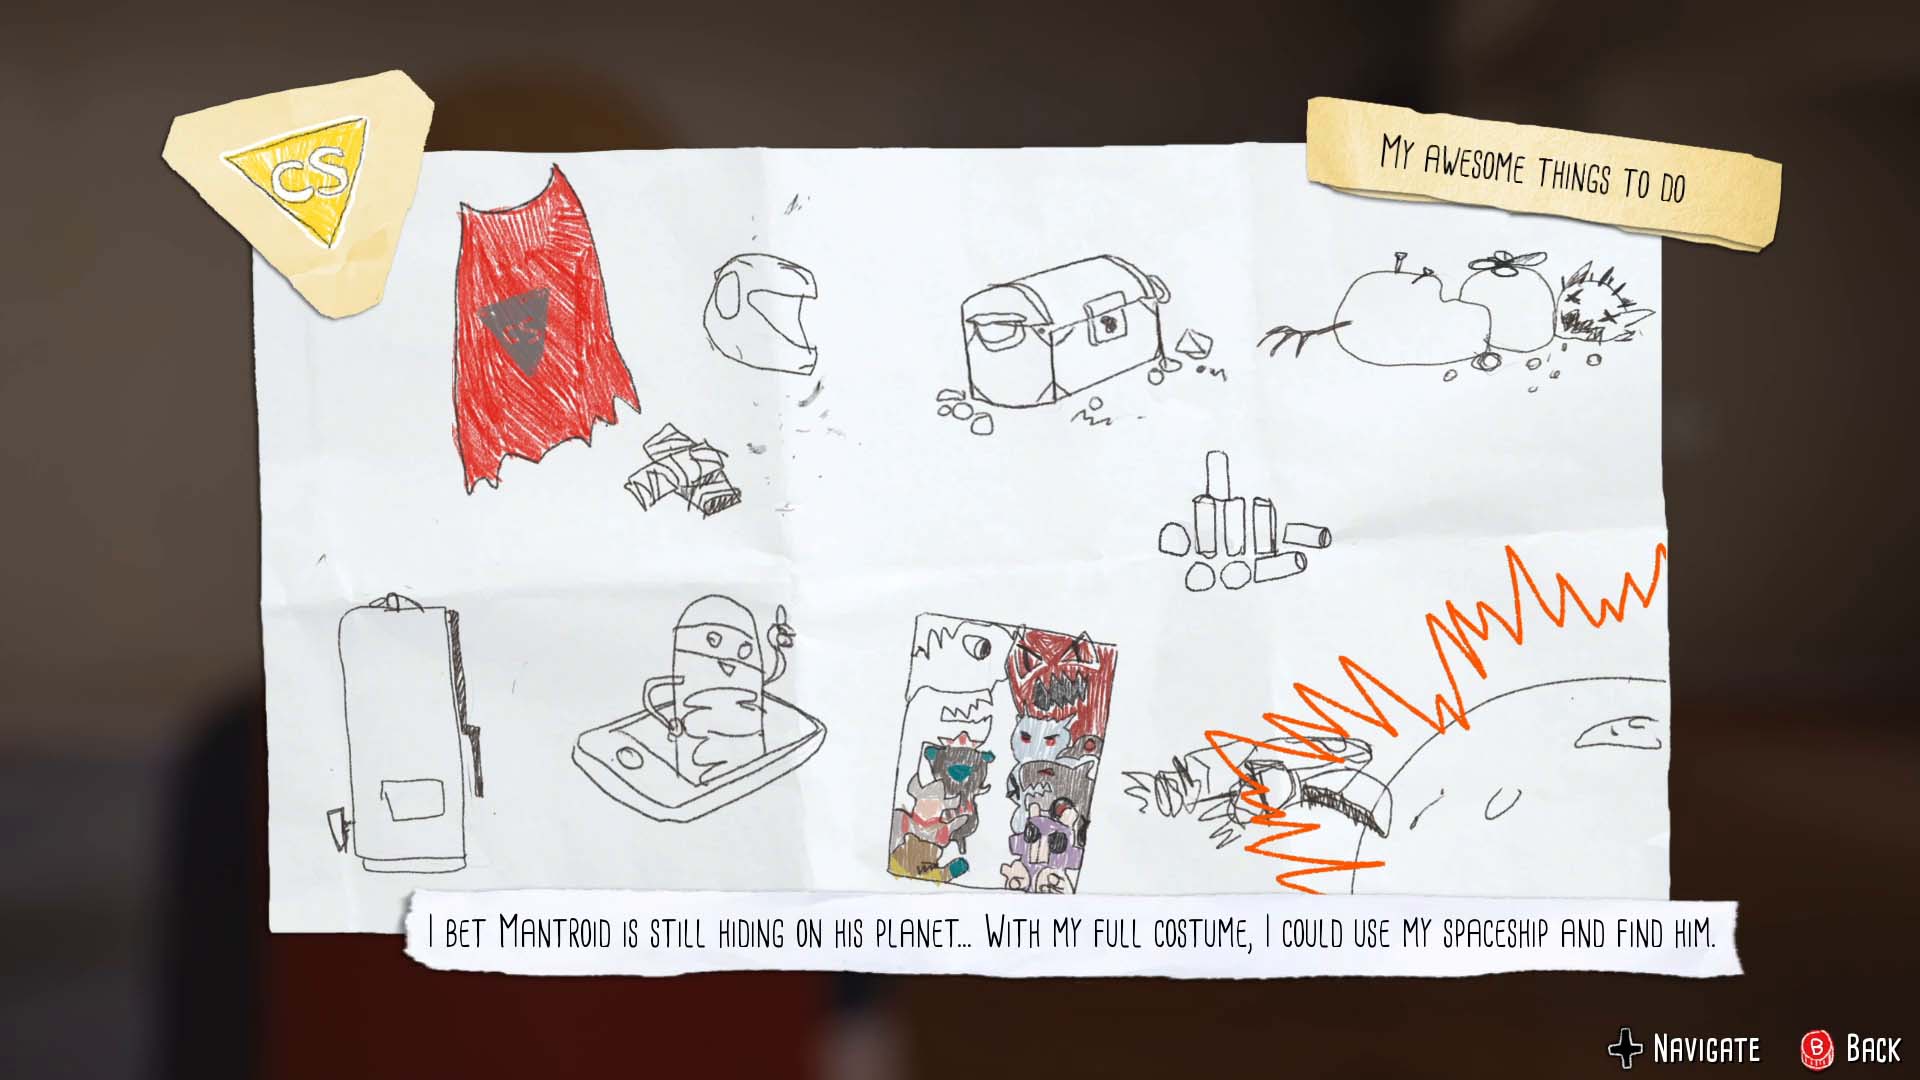 CS
MY AWESOME THINGS TO DO
CS
I BET MANTROID IS STILL HIDING ON HIS PLANET... WITH MY FULL COSTUME, I COULD USE MY SPACESHIP AND FIND HIM.
NAVIGATE
B BACK